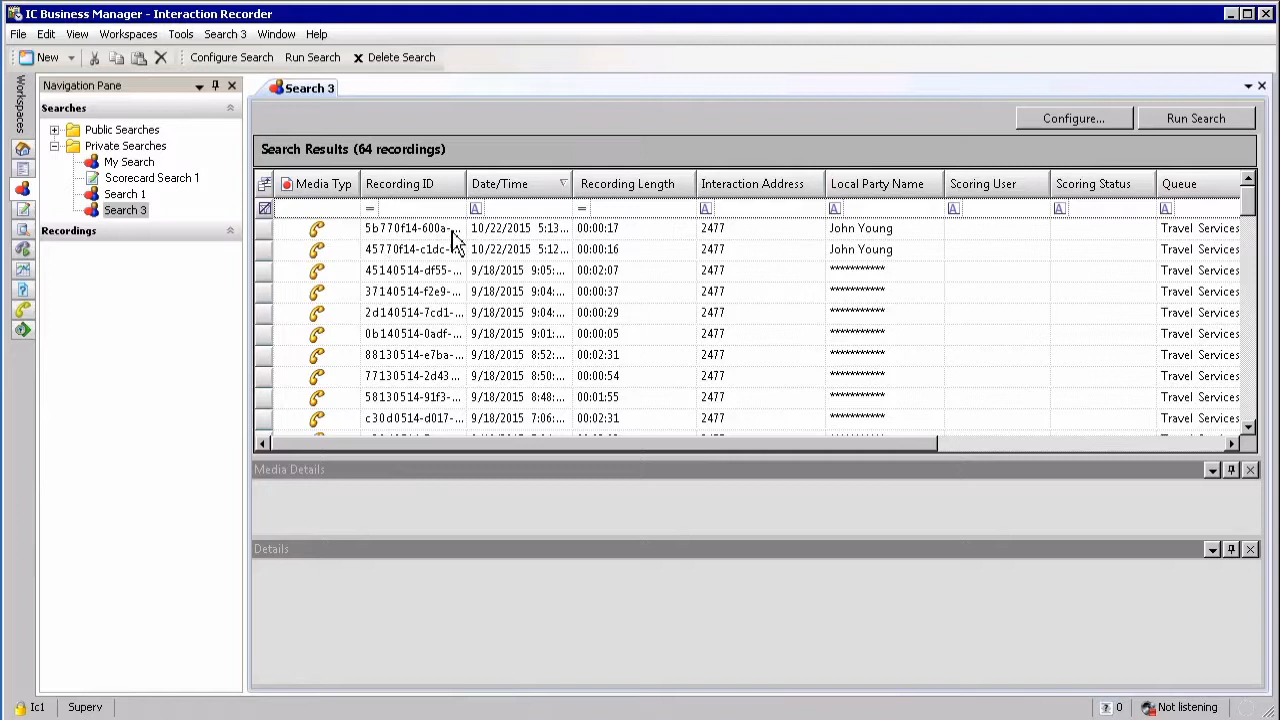 IC Business Manager - Interaction Recorder
File Edit View Workspaces Tools Search 3 Window Help
New Configure Search Run Search Delete Search
Workspaces
Navigation Pane
Searches
Public Searches
Private Searches
My Search
Scorecard Search 1
Search 1
Search 3
Recordings
Search 3
Configure... Run Search
Search Results (64 recordings)
Media Typ Recording ID Date/Time Recording Length Interaction Address Local Party Name Scoring User Scoring Status Queue
= A = A A A A A
5b770f14-600a-... 10/22/2015 5:13... 00:00:17 2477 John Young Travel Services
45770f14-c1dc- 10/22/2015 5:12... 00:00:16 2477 John Young Travel Services
45140514-df55-... 9/18/2015 9:05:... 00:02:07 2477 *********** Travel Services
37140514-f2e9-... 9/18/2015 9:04:... 00:00:37 2477 *********** Travel Services
2d140514-7cd1-... 9/18/2015 9:04:... 00:00:29 2477 *********** Travel Services
0b140514-0adf-... 9/18/2015 9:01:... 00:00:05 2477 *********** Travel Services
88130514-e7ba-... 9/18/2015 8:52:... 00:02:31 2477 *********** Travel Services
77130514-2d43... 9/18/2015 8:50:... 00:00:54 2477 *********** Travel Services
58130514-91f3-... 9/18/2015 8:48:... 00:01:55 2477 *********** Travel Services
c30d0514-d017-... 9/18/2015 7:06:... 00:02:31 2477 *********** Travel Services
Media Details
Details
Ic1 Superv 0 Not listening